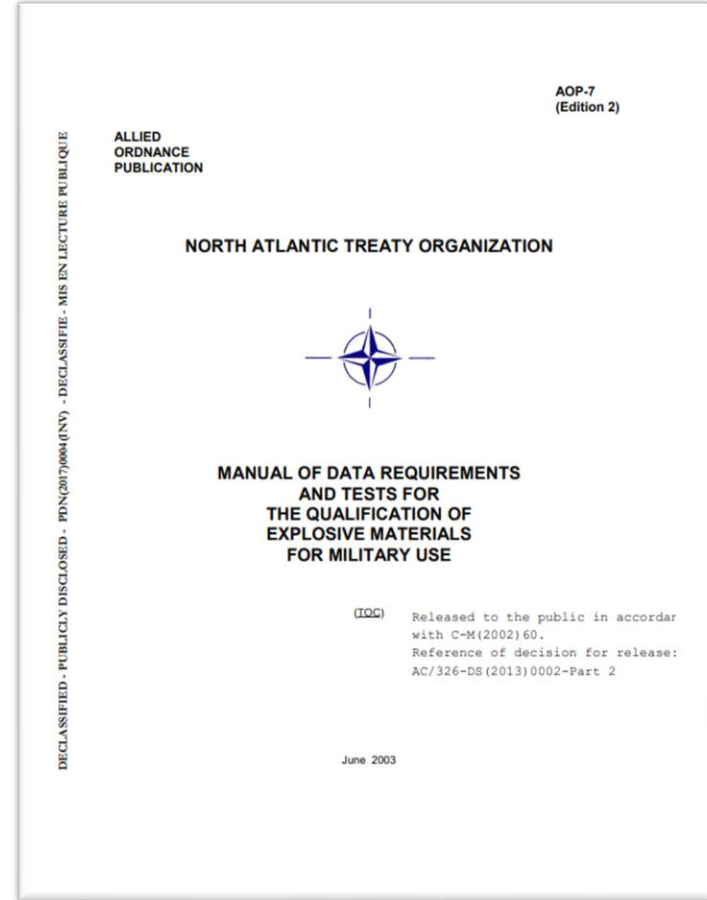 AOP-7
(Edition 2)
ALLIED
ORDNANCE
PUBLICATION
NORTH ATLANTIC TREATY ORGANIZATION
MANUAL OF DATA REQUIREMENTS
AND TESTS FOR
THE QUALIFICATION OF
EXPLOSIVE MATERIALS
FOR MILITARY USE
(TOC)
Released to the public in accordan
with C-M(2002)60.
Reference of decision for release:
AC/326-DS(2013)0002-Part 2
June 2003
DECLASSIFIED - PUBLICLY DISCLOSED - PDN(2017)0004(INV) - DECLASSIFIE - MIS EN LECTURE PUBLIQUE